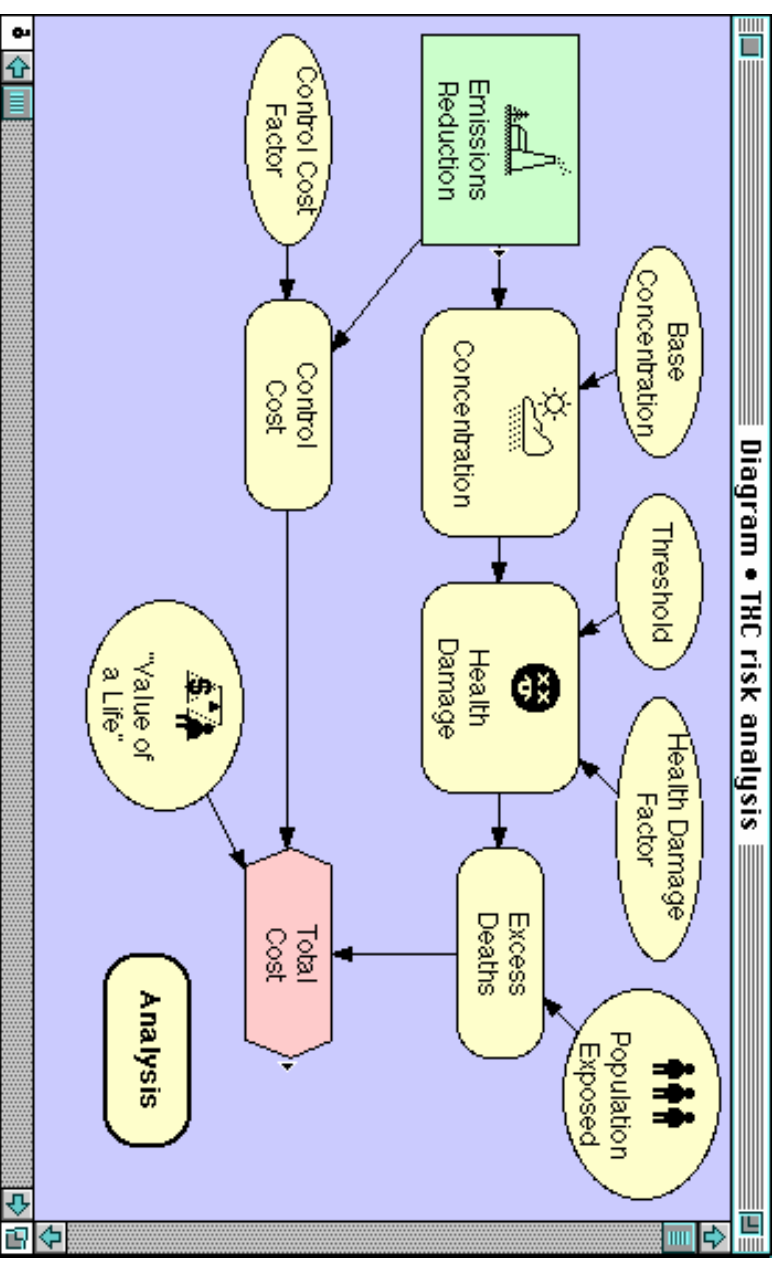 Diagram • TXC risk analysis
Base
Concentration
Threshold
Health Damage
Factor
Population
Exposed
Emissions
Reduction
Concentration
Health
Damage
Excess
Deaths
Control Cost
Factor
Control
Cost
Total
Cost
"Value of
a Life"
Analysis